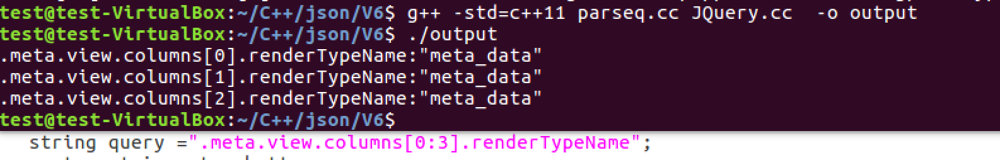 test@test-VirtualBox:~/C++/json/V6$ g++ -std=c++11 parseq.cc JQuery.cc  -o output
test@test-VirtualBox:~/C++/json/V6$ ./output
.meta.view.columns[0].renderTypeName:"meta_data"
.meta.view.columns[1].renderTypeName:"meta_data"
.meta.view.columns[2].renderTypeName:"meta_data"
test@test-VirtualBox:~/C++/json/V6$
string query =".meta.view.columns[0:3].renderTypeName";